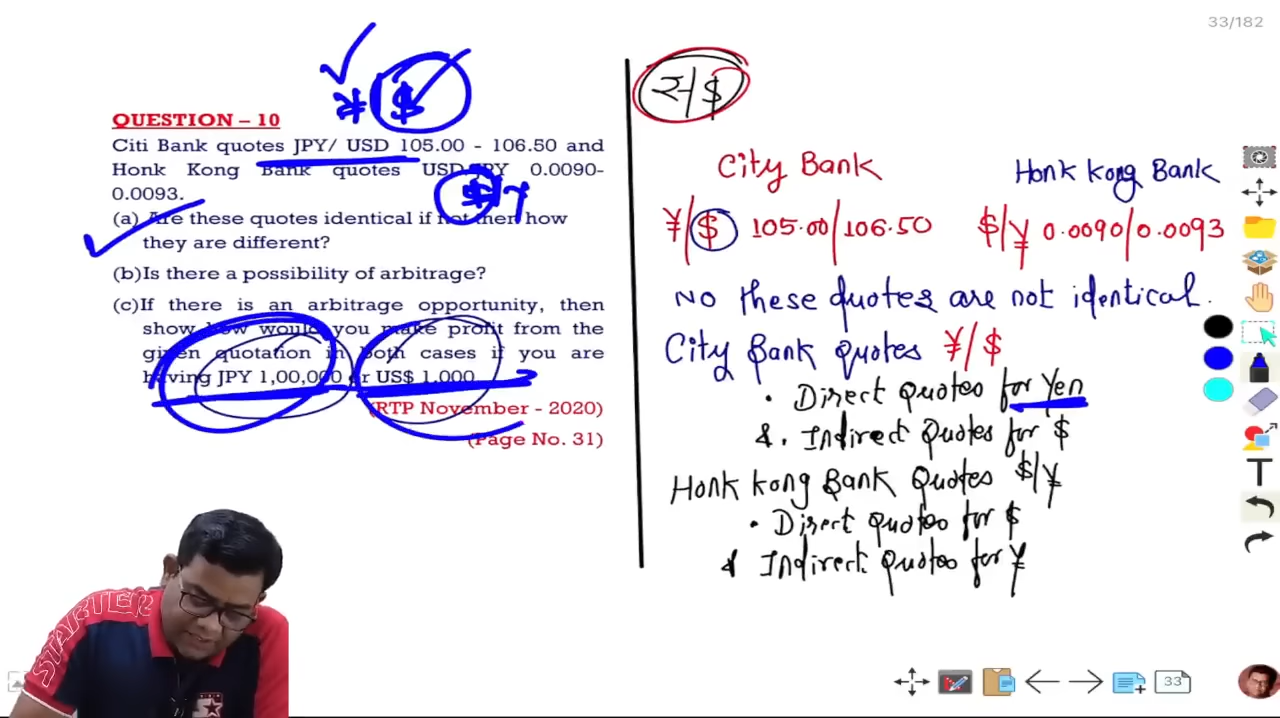 33/182
¥ $
QUESTION – 10
Citi Bank quotes JPY/ USD 105.00 - 106.50 and
Honk Kong Bank quotes USD/JPY 0.0090-
0.0093.
$/¥
(a) Are these quotes identical if not then how
they are different?
(b)Is there a possibility of arbitrage?
(c)If there is an arbitrage opportunity, then
show how would you make profit from the
given quotation in both cases if you are
having JPY 1,00,000 or US$ 1,000
(RTP November - 2020)
(Page No. 31)
₹/$
City Bank
¥/$ 105.00/106.50
Honk Kong Bank
$/¥ 0.0090/0.0093
No these quotes are not identical.
City Bank quotes ¥/$
• Direct Quotes for Yen
&. Indirect Quotes for $
Honk Kong Bank Quotes $/¥
• Direct Quotes for $
& Indirect Quotes for ¥
STARTER
T
33